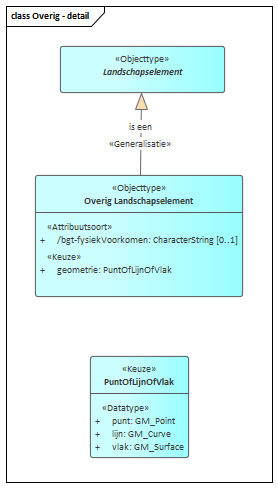 class Overig - detail
«Objecttype»
Landschapselement
is een
«Generalisatie»
«Objecttype»
Overig Landschapselement
«Attribuutsoort»
+ /bgt-fysiekVoorkomen: CharacterString [0..1]
«Keuze»
+ geometrie: PuntOfLijnOfVlak
«Keuze»
PuntOfLijnOfVlak
«Datatype»
+ punt: GM_Point
+ lijn: GM_Curve
+ vlak: GM_Surface